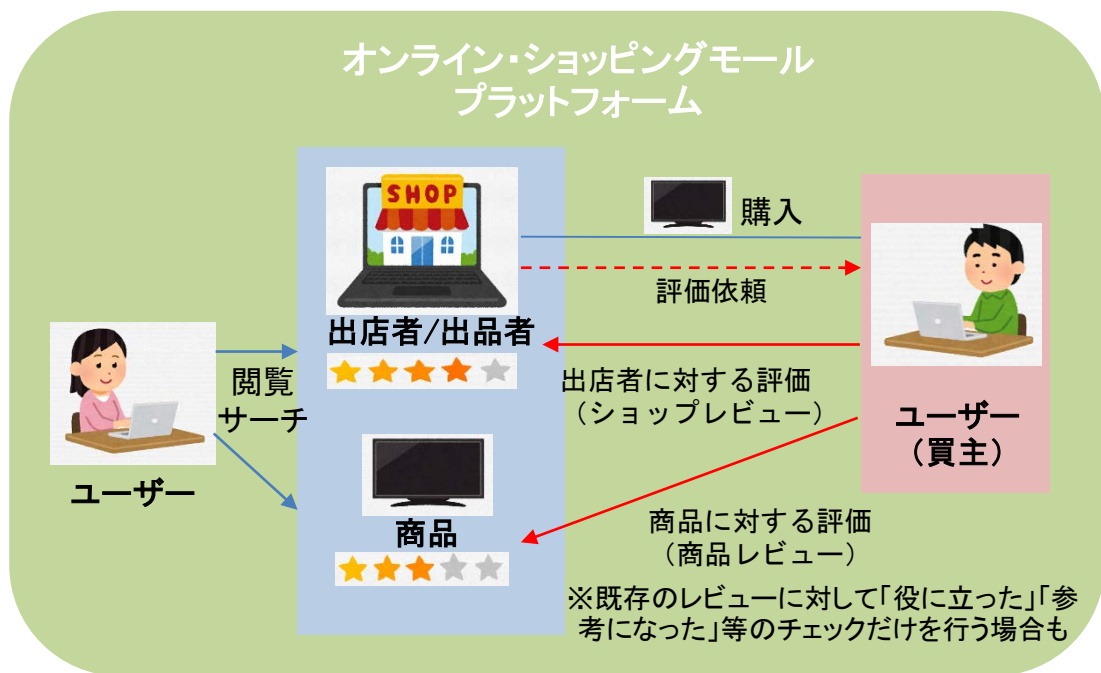 オンライン・ショッピングモール
プラットフォーム
SHOP
購入
評価依頼
出店者/出品者
閲覧
サーチ
出店者に対する評価
（ショップレビュー）
ユーザー
（買主）
ユーザー
商品
商品に対する評価
（商品レビュー）
※既存のレビューに対して「役に立った」「参
考になった」等のチェックだけを行う場合も